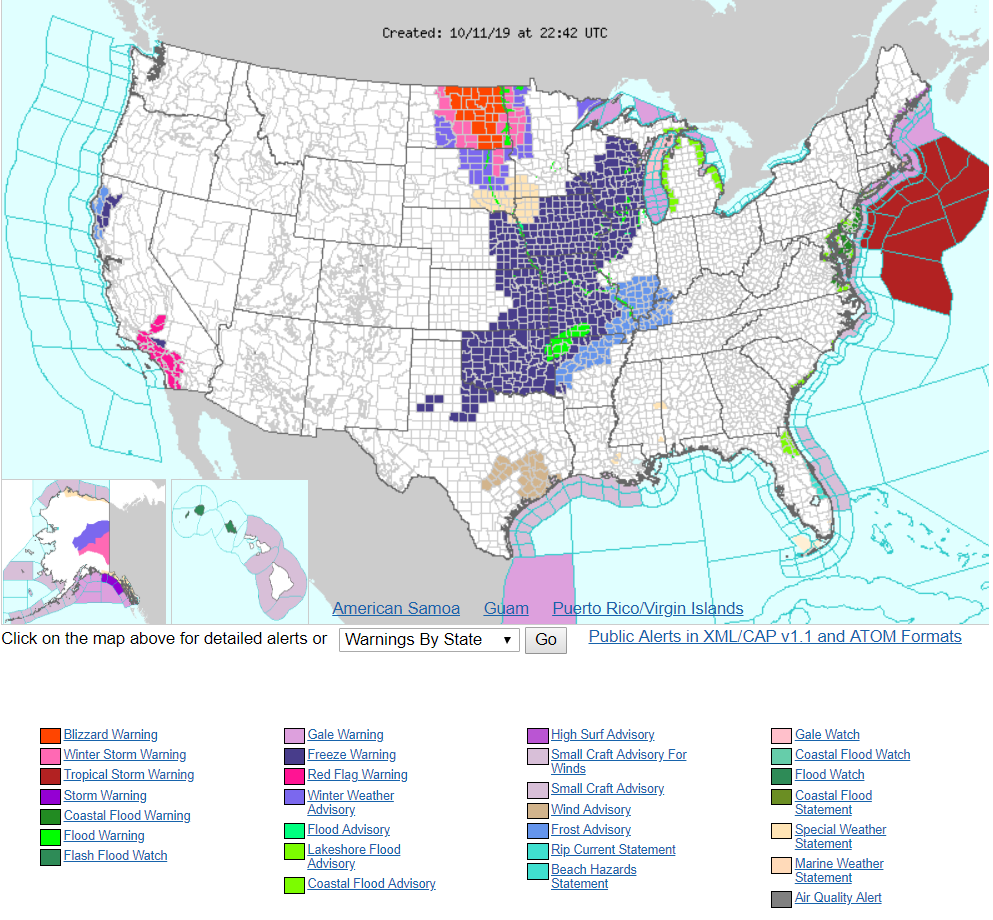 Created: 10/11/19 at 22:42 UTC
American Samoa Guam Puerto Rico/Virgin Islands
Click on the map above for detailed alerts or Warnings By State Go Public Alerts in XML/CAP v1.1 and ATOM Formats
Blizzard Warning
Winter Storm Warning
Tropical Storm Warning
Storm Warning
Coastal Flood Warning
Flood Warning
Flash Flood Watch
Gale Warning
Freeze Warning
Red Flag Warning
Winter Weather
Advisory
Flood Advisory
Lakeshore Flood
Advisory
Coastal Flood Advisory
High Surf Advisory
Small Craft Advisory For
Winds
Small Craft Advisory
Wind Advisory
Frost Advisory
Rip Current Statement
Beach Hazards
Statement
Gale Watch
Coastal Flood Watch
Flood Watch
Coastal Flood
Statement
Special Weather
Statement
Marine Weather
Statement
Air Quality Alert